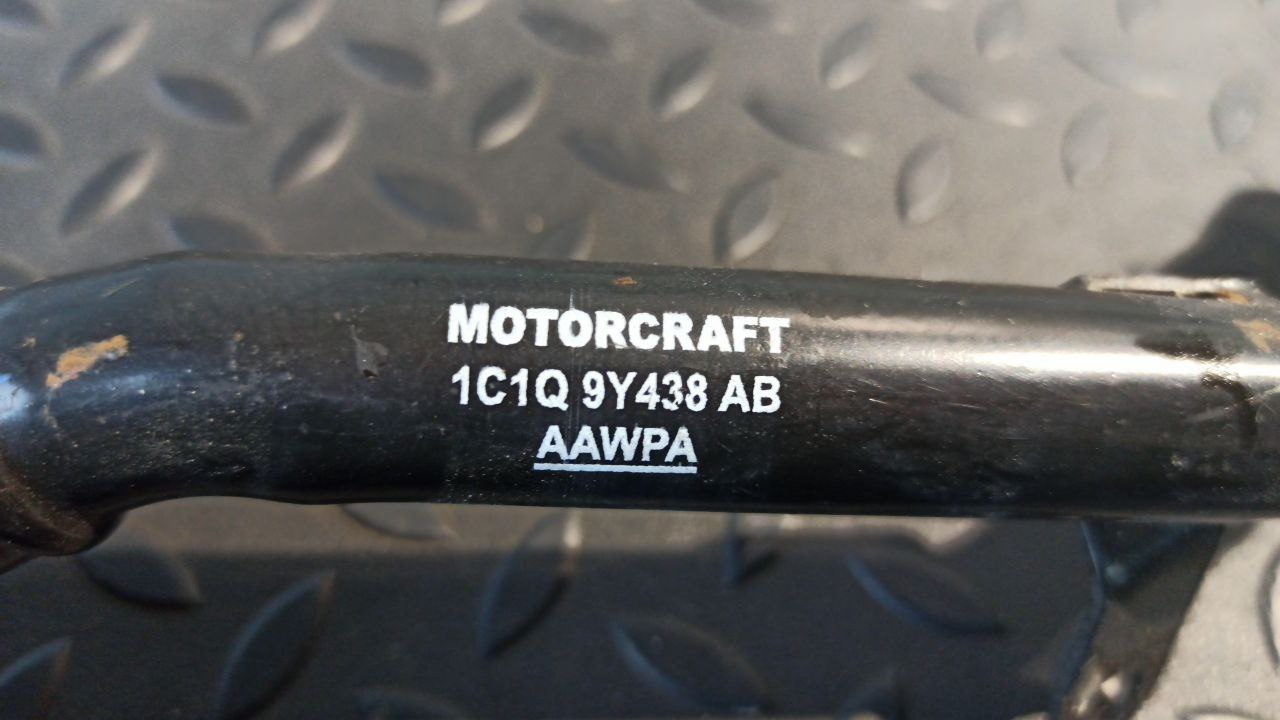 MOTORCRAFT
1C1Q 9Y438 AB
AAWPA